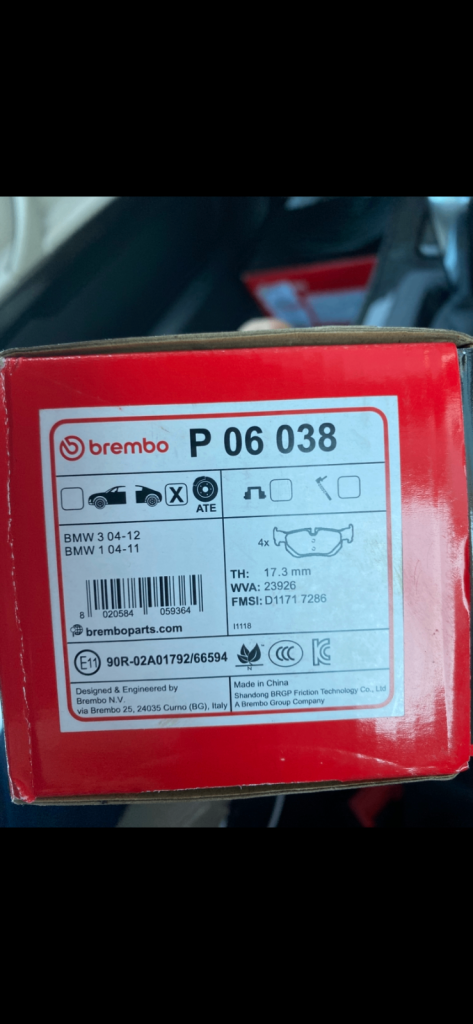 brembo P 06 038
X
ATE
BMW 3 04-12
BMW 1 04-11
4x
TH: 17.3 mm
WVA: 23926
FMSI: D1171 7286
I1118
8 020584 059364
bremboparts.com
E11 90R-02A01792/66594
N
CCC
KC
Designed & Engineered by
Brembo N.V.
via Brembo 25, 24035 Curno (BG), Italy
Made in China
Shandong BRGP Friction Technology Co., Ltd
A Brembo Group Company